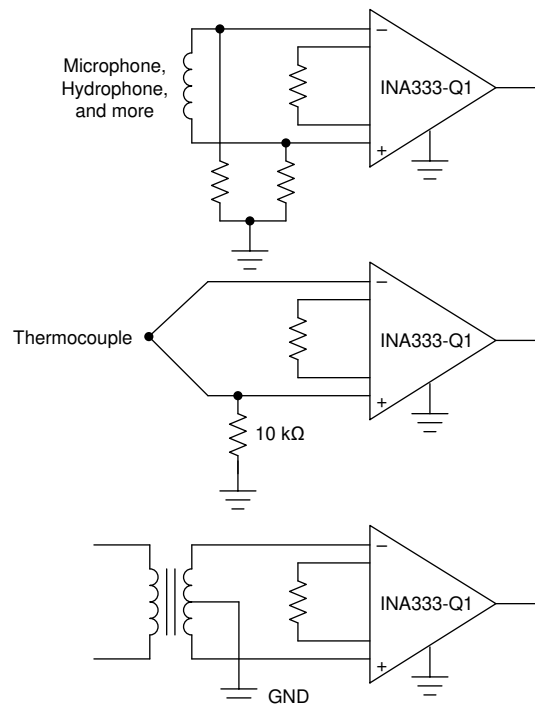 Microphone,
Hydrophone,
and more
−
INA333-Q1
+
Thermocouple
−
INA333-Q1
+
10 kΩ
−
INA333-Q1
+
GND